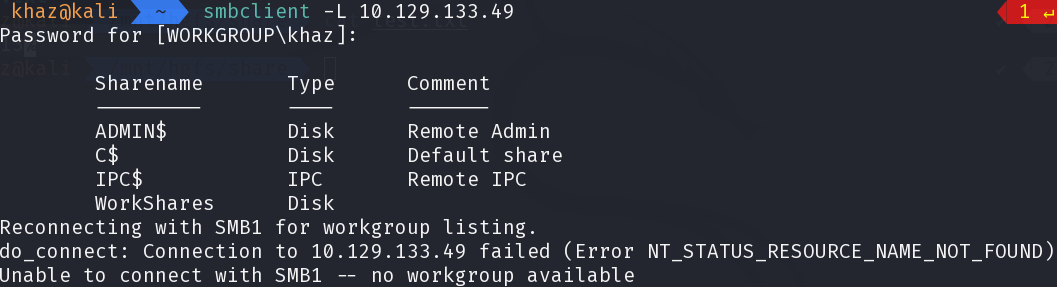 khaz@kali ~ smbclient -L 10.129.133.49 1 ↵
Password for [WORKGROUP\khaz]:
Sharename Type Comment
--------- ---- -------
ADMIN$ Disk Remote Admin
C$ Disk Default share
IPC$ IPC Remote IPC
WorkShares Disk
Reconnecting with SMB1 for workgroup listing.
do_connect: Connection to 10.129.133.49 failed (Error NT_STATUS_RESOURCE_NAME_NOT_FOUND)
Unable to connect with SMB1 -- no workgroup available